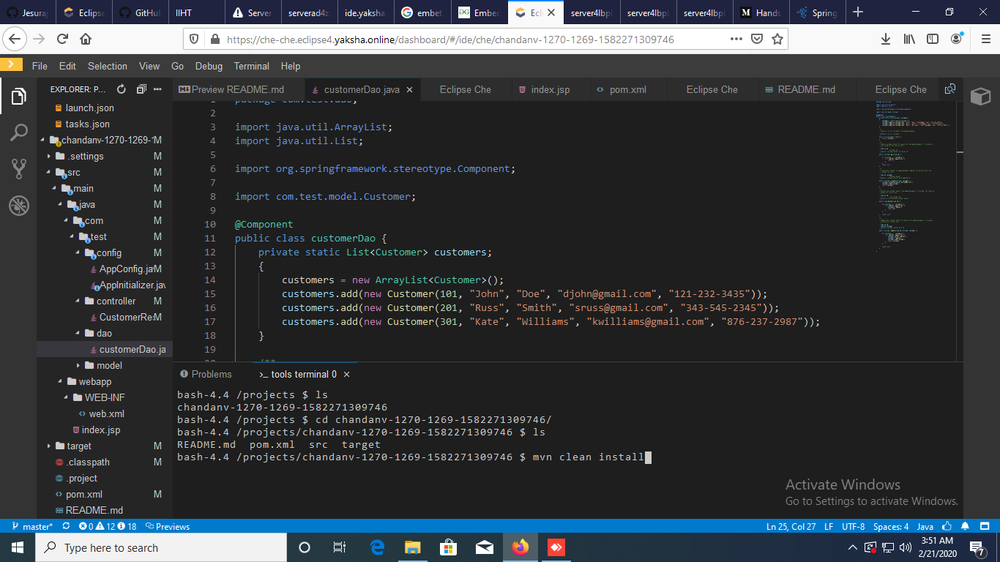 Jesuraj
Eclipse
GitHub
IIHT
Server
serverad4z
ide.yaksha
embet
Embec
Ecl
server4lbpl
server4lbpl
server4lbpl
Hands
Spring
https://che-che.eclipse4.yaksha.online/dashboard/#/ide/che/chandanv-1270-1269-1582271309746
File Edit Selection View Go Debug Terminal Help
EXPLORER: P...
launch.json
tasks.json
chandanv-1270-1269-1 M
.settings M
src M
main M
java M
com M
test M
config M
AppConfig.jav M
AppInitializer.jav
controller M
CustomerRes M
dao
customerDao.ja
model M
webapp
WEB-INF
web.xml
index.jsp
target M
.classpath M
.project
pom.xml M
README.md
Preview README.md
customerDao.java
Eclipse Che
index.jsp
pom.xml
Eclipse Che
README.md
Eclipse Che
1 package com.test.dao;
2
3 import java.util.ArrayList;
4 import java.util.List;
5
6 import org.springframework.stereotype.Component;
7
8 import com.test.model.Customer;
9
10 @Component
11 public class customerDao {
12 private static List<Customer> customers;
13 {
14 customers = new ArrayList<Customer>();
15 customers.add(new Customer(101, "John", "Doe", "djohn@gmail.com", "121-232-3435"));
16 customers.add(new Customer(201, "Russ", "Smith", "sruss@gmail.com", "343-545-2345"));
17 customers.add(new Customer(301, "Kate", "Williams", "kwilliams@gmail.com", "876-237-2987"));
18 }
19
20 /**
Problems
>_ tools terminal 0
bash-4.4 /projects $ ls
chandanv-1270-1269-1582271309746
bash-4.4 /projects $ cd chandanv-1270-1269-1582271309746/
bash-4.4 /projects/chandanv-1270-1269-1582271309746 $ ls
README.md pom.xml src target
bash-4.4 /projects/chandanv-1270-1269-1582271309746 $ mvn clean install
Activate Windows
Go to Settings to activate Windows.
master* 0 12 18 Previews
Ln 25, Col 27 LF UTF-8 Spaces: 4 Java
Type here to search
3:51 AM
2/21/2020
7